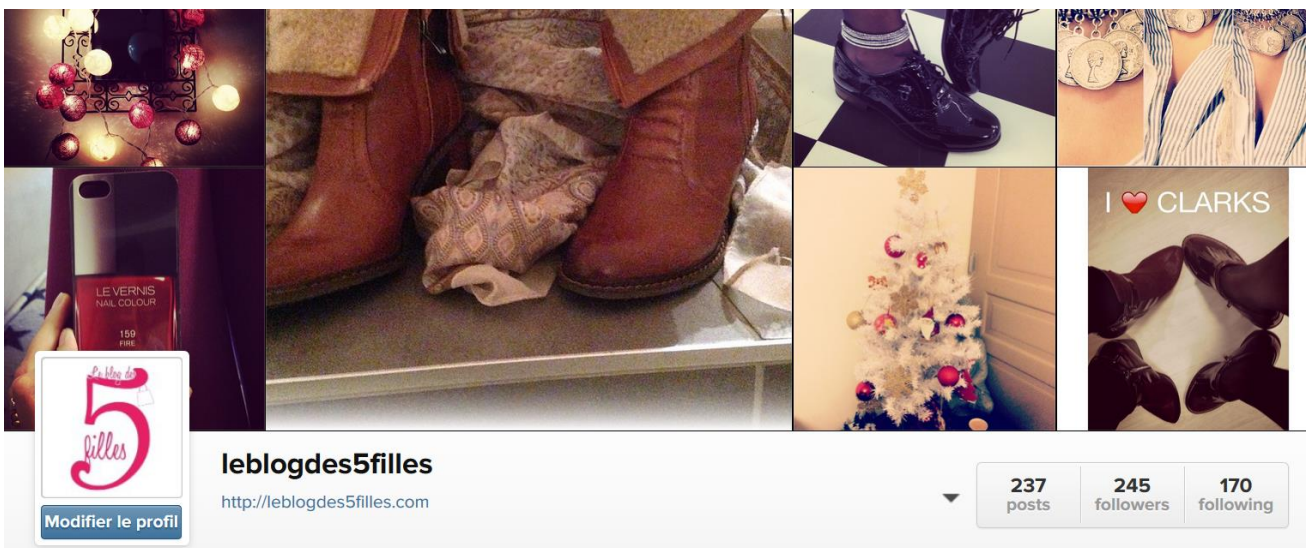 I ❤ CLARKS
LE VERNIS
NAIL COLOUR
159
FIRE
Le blog des
5
filles
Modifier le profil
leblogdes5filles
http://leblogdes5filles.com
237
posts
245
followers
170
following